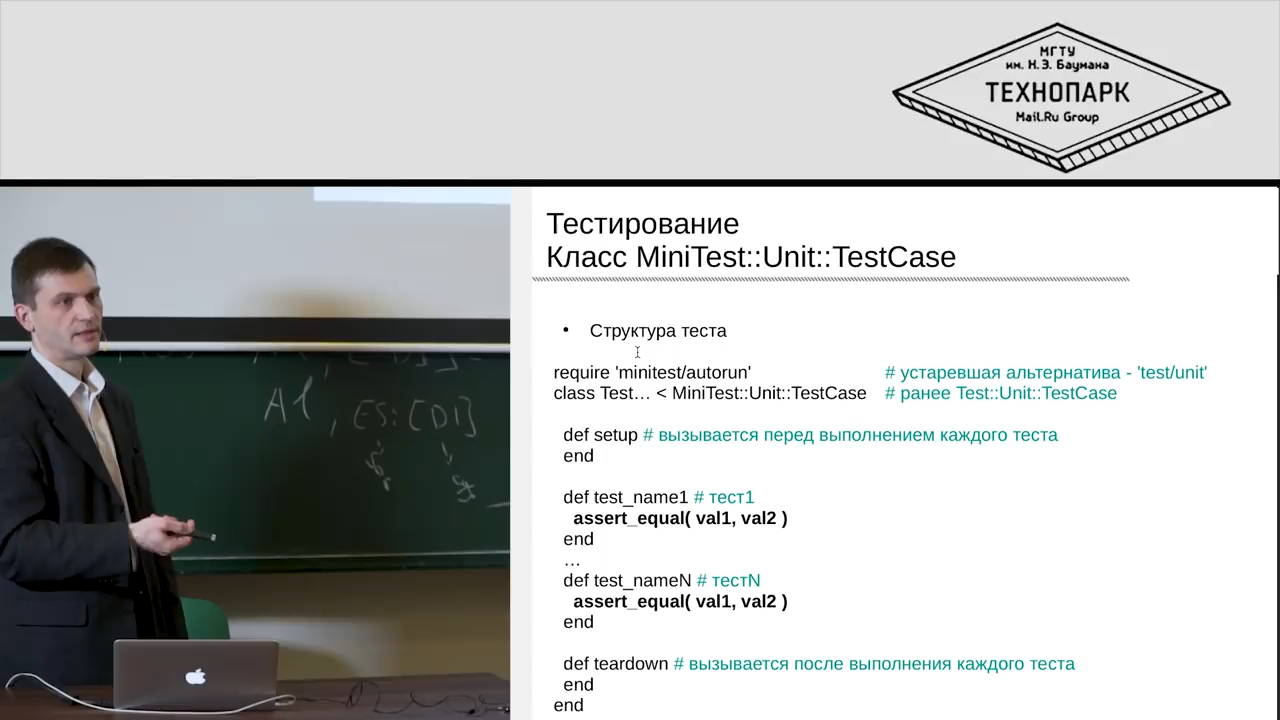 МГТУ
им. Н.Э. Баумана
ТЕХНОПАРК
Mail.Ru Group
Тестирование
Класс MiniTest::Unit::TestCase
• Структура теста
require 'minitest/autorun' # устаревшая альтернатива - 'test/unit'
class Test… < MiniTest::Unit::TestCase # ранее Test::Unit::TestCase
def setup # вызывается перед выполнением каждого теста
end
def test_name1 # тест1
assert_equal( val1, val2 )
end
…
def test_nameN # тестN
assert_equal( val1, val2 )
end
def teardown # вызывается после выполнения каждого теста
end
end
Al , ES: [D1]